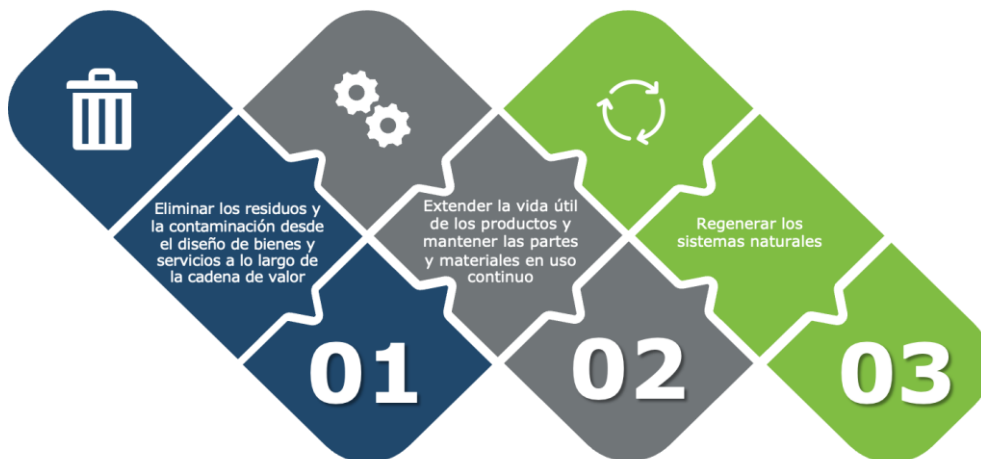 Eliminar los residuos y
la contaminación desde
el diseño de bienes y
servicios a lo largo de
la cadena de valor
01
Extender la vida útil
de los productos y
mantener las partes
y materiales en uso
continuo
02
Regenerar los
sistemas naturales
03